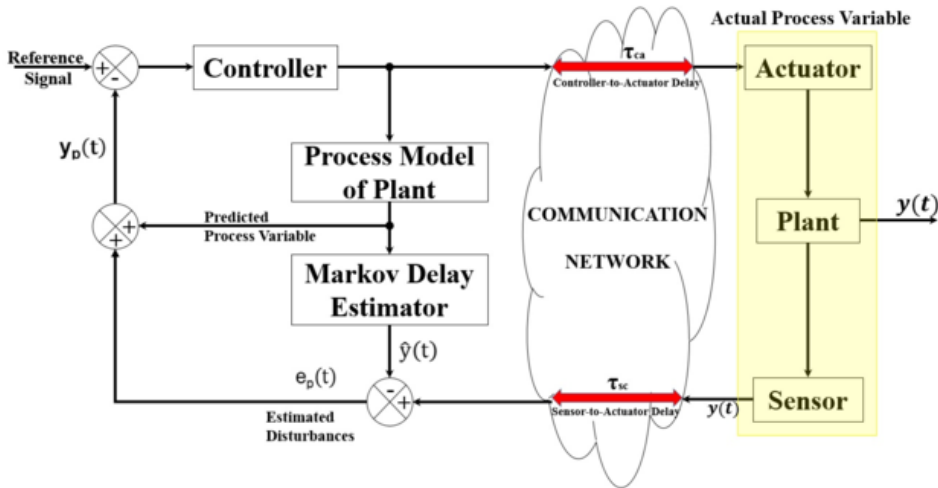 Actual Process Variable
Reference
Signal
+
-
Controller
τca
Controller-to-Actuator Delay
Actuator
yp(t)
Process Model
of Plant
COMMUNICATION
NETWORK
Plant
y(t)
+
+
Predicted
Process Variable
Markov Delay
Estimator
ŷ(t)
ep(t)
-
+
Estimated
Disturbances
τsc
Sensor-to-Actuator Delay
y(t)
Sensor